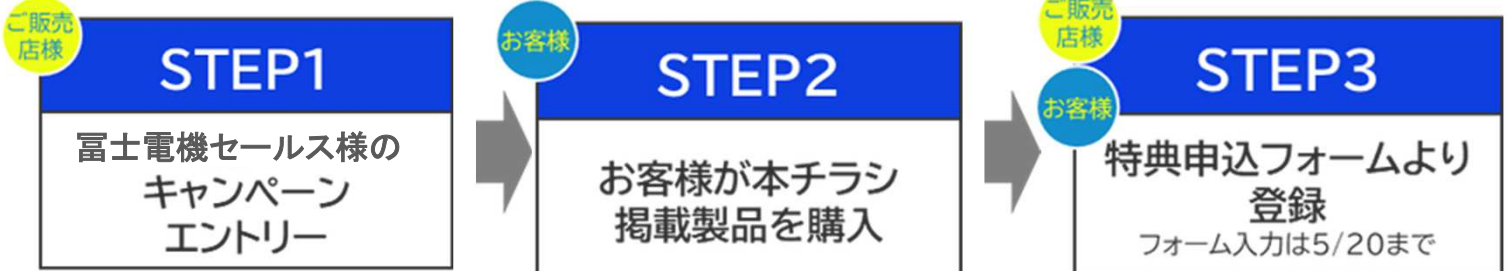 ご販売
店様
STEP1
冨士電機セールス様の
キャンペーン
エントリー
お客様
STEP2
お客様が本チラシ
掲載製品を購入
ご販売
店様
お客様
STEP3
特典申込フォームより
登録
フォーム入力は5/20まで